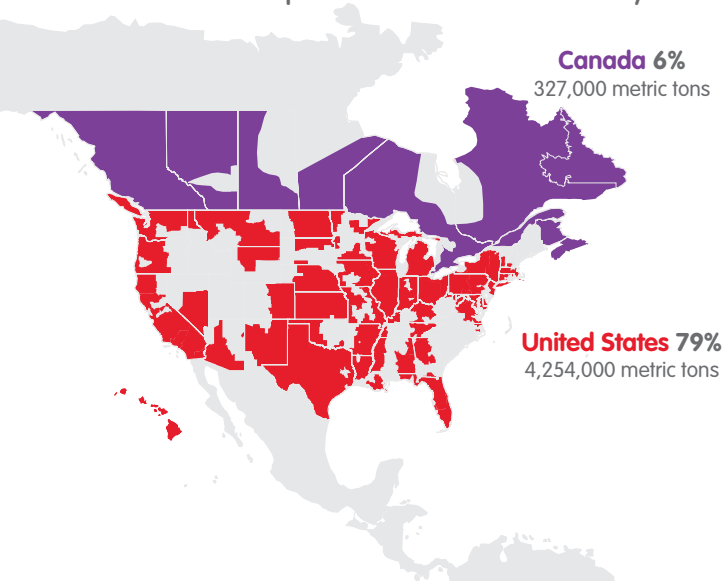 Canada 6%
327,000 metric tons
United States 79%
4,254,000 metric tons